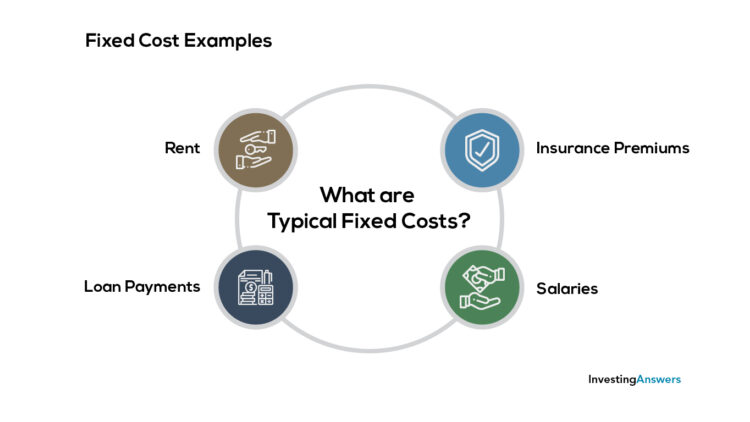 Fixed Cost Examples
Rent
Insurance Premiums
What are
Typical Fixed Costs?
Loan Payments
$
Salaries
InvestingAnswers